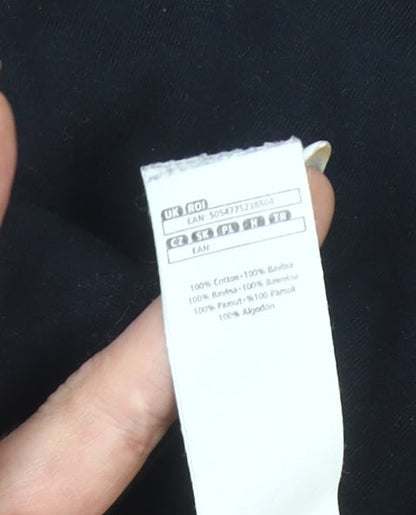 UK ROI
EAN: 5054775238804
CZ SK PL N TR
EAN
100% Cotton • 100% Bavlna
100% Bavlna • 100% Bawełna
100% Pamut • %100 Pamuk
100% Algodón